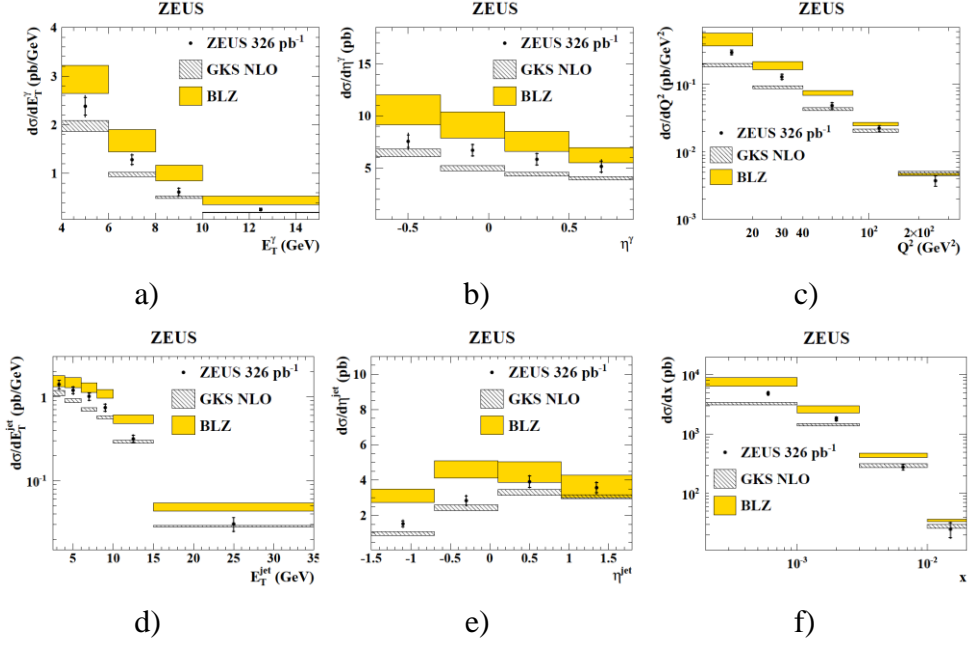 ZEUS
dσ/dE_T^γ (pb/GeV)
4
3
2
1
ZEUS 326 pb⁻¹
GKS NLO
BLZ
4 6 8 10 12 14
E_T^γ (GeV)
a)
ZEUS
dσ/dη^γ (pb)
15
10
5
ZEUS 326 pb⁻¹
GKS NLO
BLZ
-0.5 0 0.5
η^γ
b)
ZEUS
dσ/dQ² (pb/GeV²)
10⁻¹
10⁻²
10⁻³
ZEUS 326 pb⁻¹
GKS NLO
BLZ
20 30 40 10² 2×10²
Q² (GeV²)
c)
ZEUS
dσ/dE_T^jet (pb/GeV)
1
10⁻¹
ZEUS 326 pb⁻¹
GKS NLO
BLZ
5 10 15 20 25 30 35
E_T^jet (GeV)
d)
ZEUS
dσ/dη^jet (pb)
10
8
6
4
2
ZEUS 326 pb⁻¹
GKS NLO
BLZ
-1.5 -1 -0.5 0 0.5 1 1.5
η^jet
e)
ZEUS
dσ/dx (pb)
10⁴
10³
10²
ZEUS 326 pb⁻¹
GKS NLO
BLZ
10⁻³ 10⁻²
x
f)